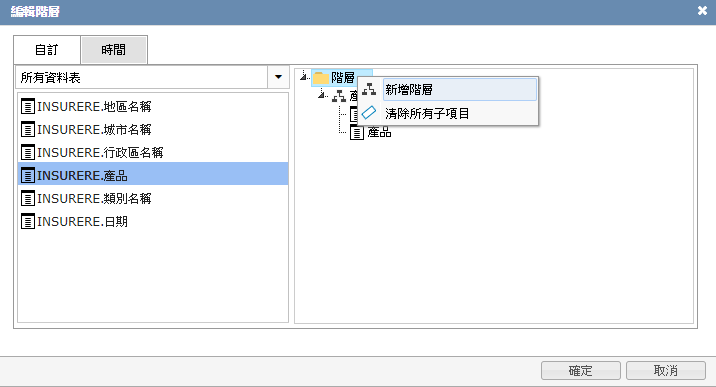 編輯階層
自訂 時間
所有資料表
INSURERE.地區名稱
INSURERE.城市名稱
INSURERE.行政區名稱
INSURERE.產品
INSURERE.類別名稱
INSURERE.日期
階層
新增階層
清除所有子項目
產品
確定 取消